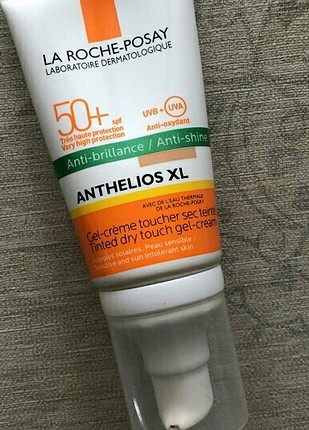 LA ROCHE-POSAY
LABORATOIRE DERMATOLOGIQUE
50+ spf
Très haute protection
Very high protection
UVB + UVA
Anti-oxydant
Anti-brillance / Anti-shine
ANTHELIOS XL
AVEC DE L'EAU THERMALE
DE LA ROCHE-POSAY
Gel-crème toucher sec teinté
Tinted dry touch gel-cream
solaires. Peau sensible /
Sensitive and sun intolerant skin